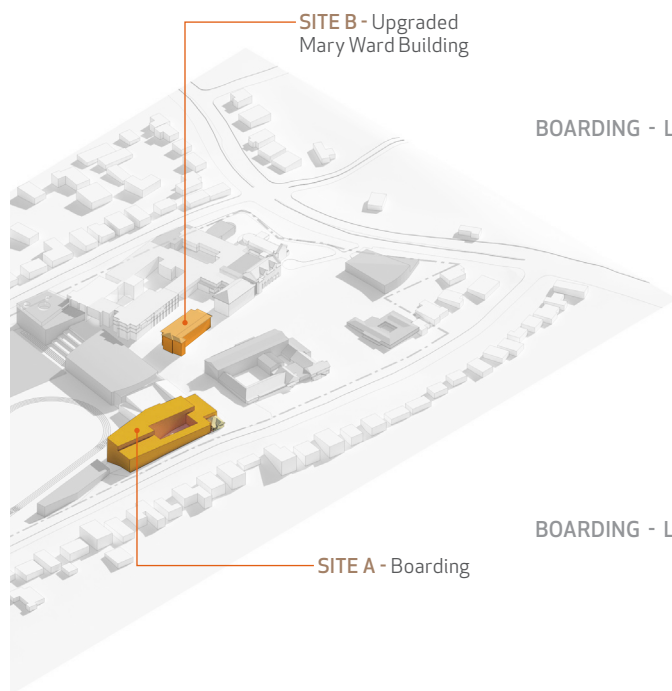 SITE B - Upgraded
Mary Ward Building
BOARDING - L
BOARDING - L
SITE A - Boarding